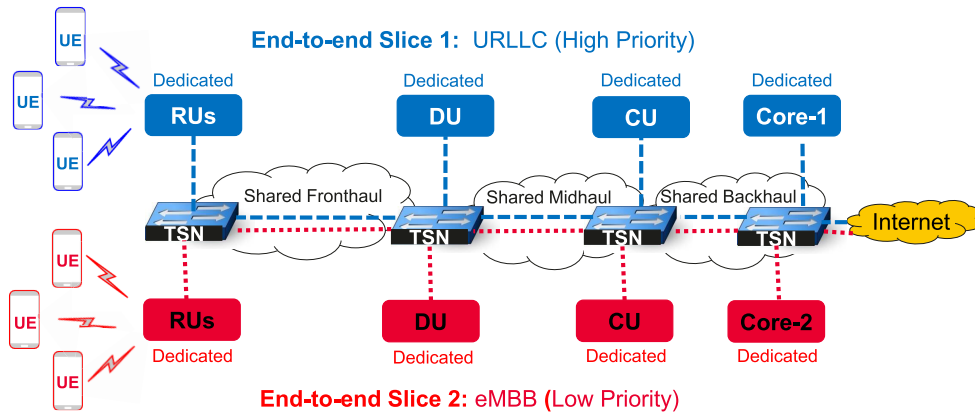 UE
End-to-end Slice 1: URLLC (High Priority)
UE
UE
Dedicated
Dedicated
Dedicated
Dedicated
RUs
DU
CU
Core-1
Shared Fronthaul
Shared Midhaul
Shared Backhaul
TSN
TSN
TSN
TSN
Internet
UE
UE
UE
RUs
DU
CU
Core-2
Dedicated
Dedicated
Dedicated
Dedicated
End-to-end Slice 2: eMBB (Low Priority)